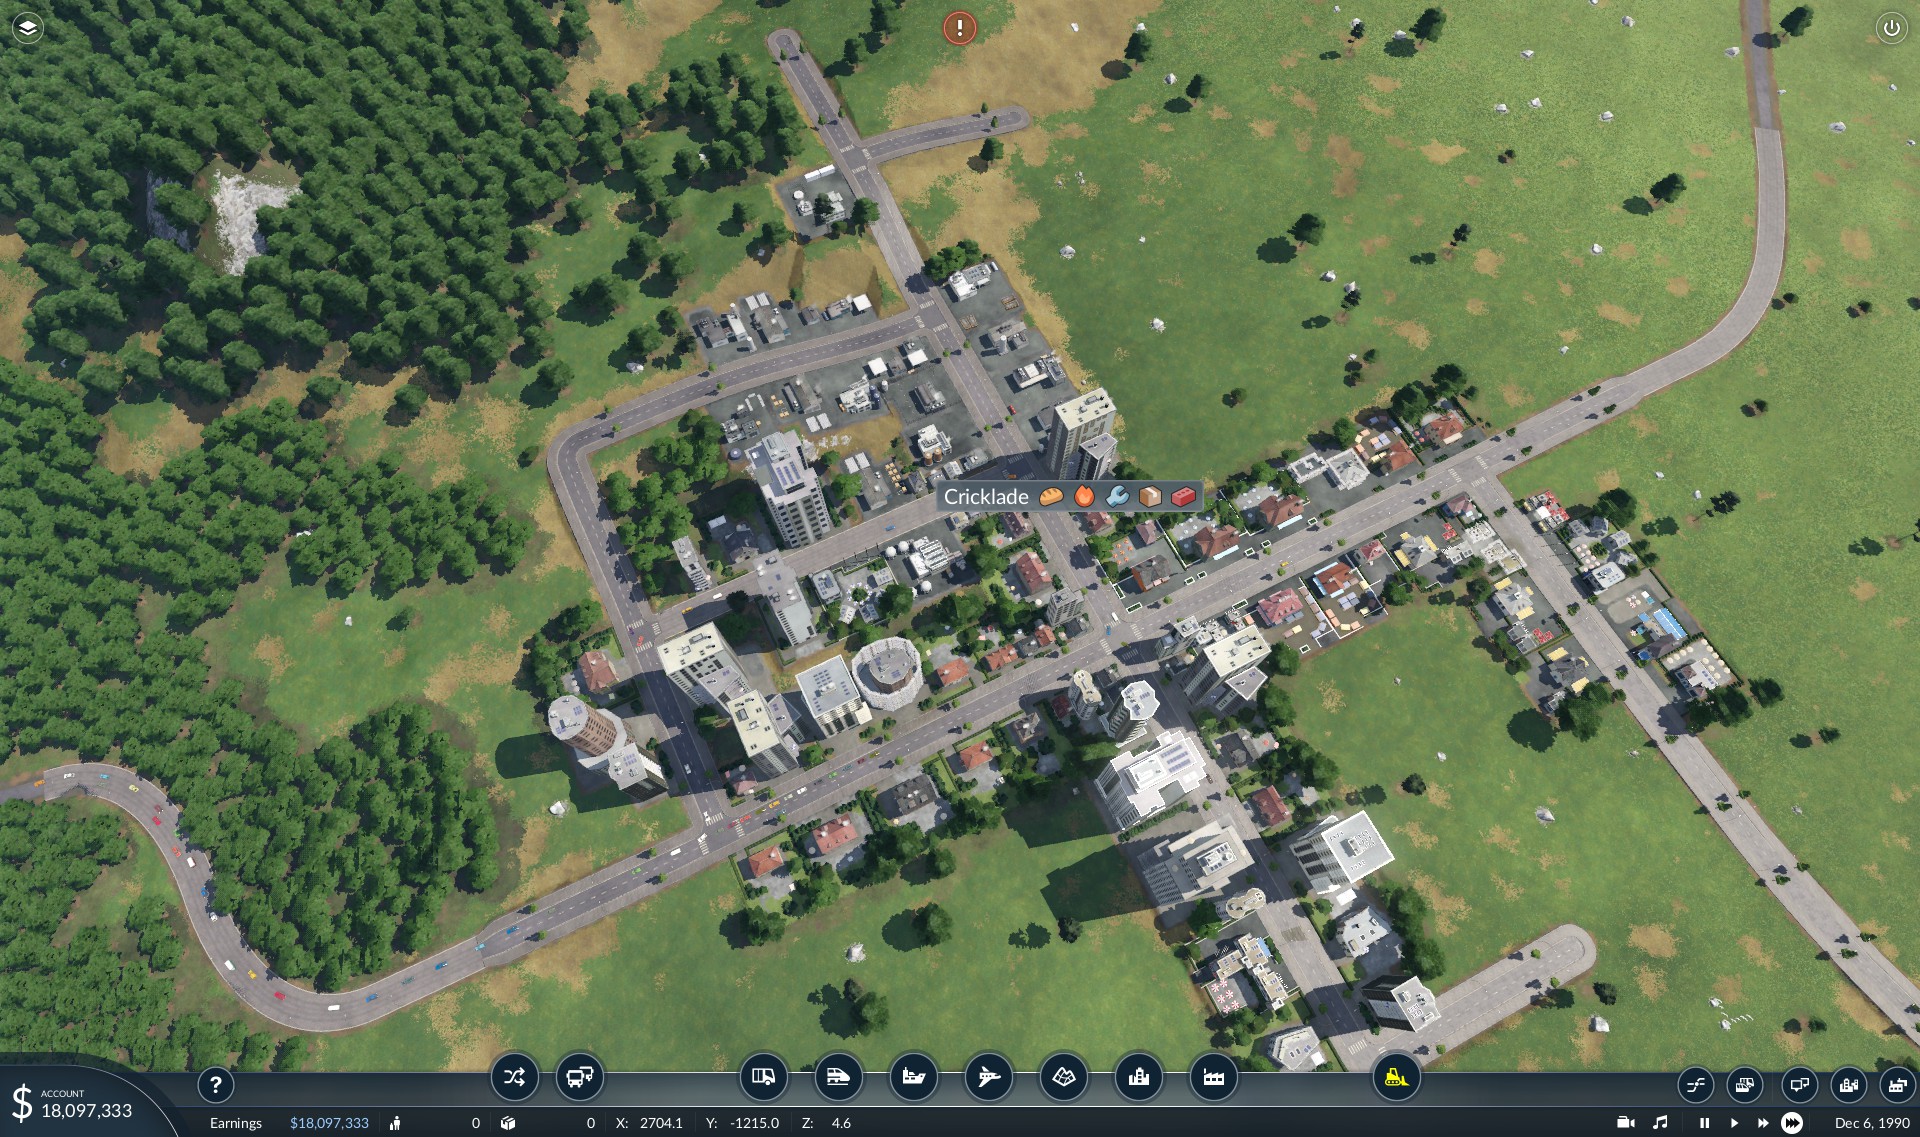 !
Cricklade
?
$ ACCOUNT
18,097,333
Earnings $18,097,333 0 0 X: 2704.1 Y: -1215.0 Z: 4.6
Dec 6, 1990